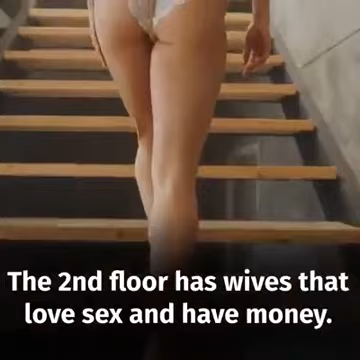 The 2nd floor has wives that
love sex and have money.